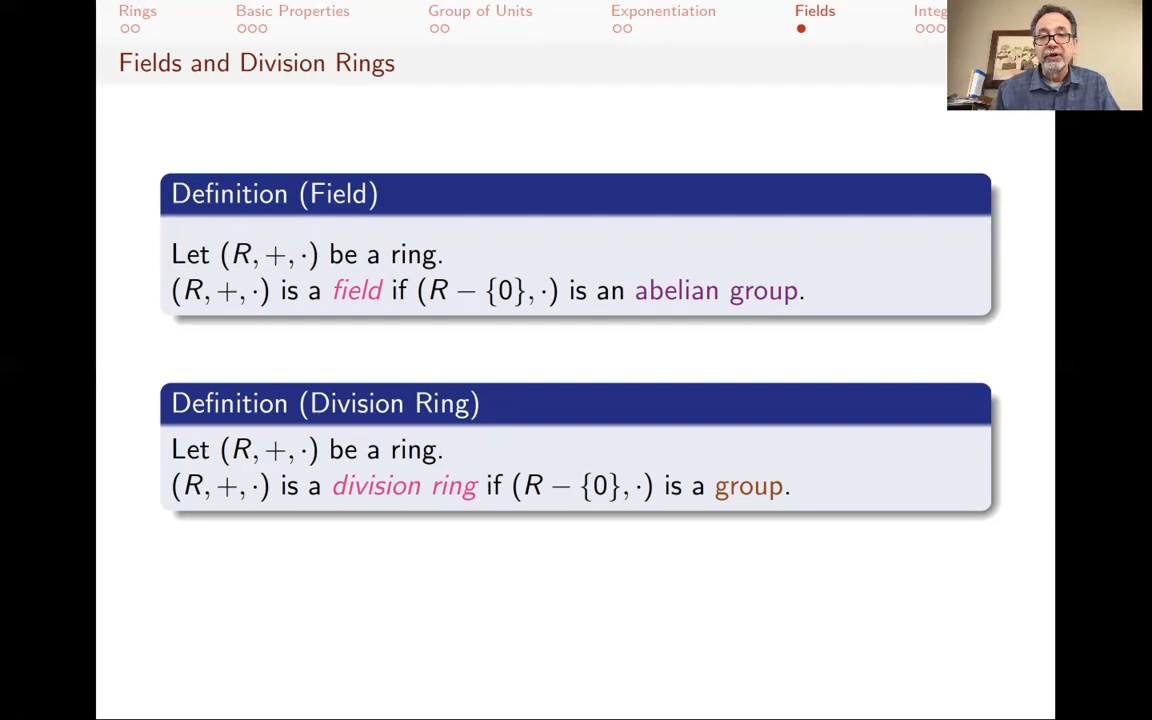 Rings Basic Properties Group of Units Exponentiation Fields Integ
Fields and Division Rings
Definition (Field)
Let (R, +, ·) be a ring.
(R, +, ·) is a field if (R − {0}, ·) is an abelian group.
Definition (Division Ring)
Let (R, +, ·) be a ring.
(R, +, ·) is a division ring if (R − {0}, ·) is a group.